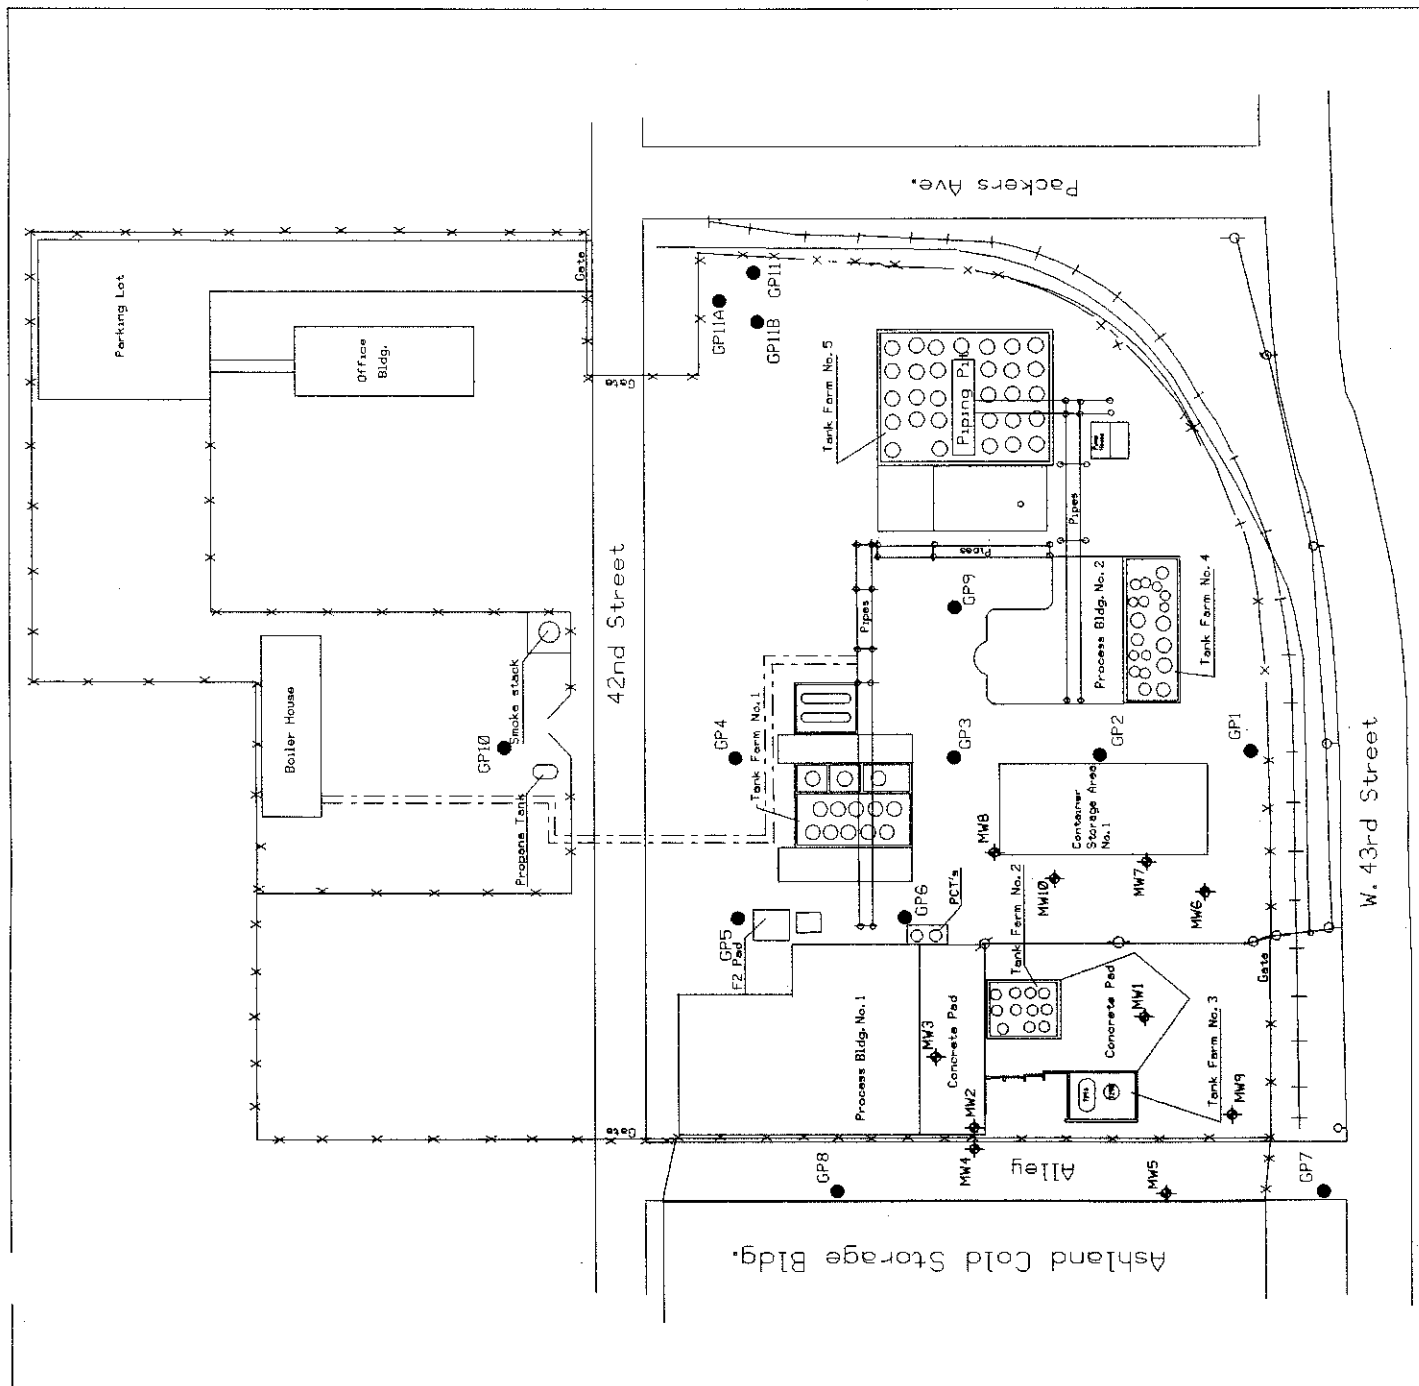 Parking Lot
Office
Bldg.
Gate
Boiler House
Smoke stack
GP10
Propane Tank
42nd Street
Gate
Gate
Packers Ave.
GP11A
GP11
GP11B
Tank Farm No.5
Piping Pit
Pipes
Pipes
Pipes
GP9
Process Bldg. No.2
Tank Farm No.4
GP4
Tank Farm No.1
GP3
GP2
GP1
Container
Storage Area
No.1
MW8
MW10
MW7
MW6
GP5
F2 Pad
GP6
PCT's
Tank Farm No.2
Process Bldg. No.1
MW3
Concrete Pad
Concrete Pad
MW1
Tank Farm No.3
MW9
Gate
MW2
MW4
Alley
MW5
GP8
GP7
W. 43rd Street
Ashland Cold Storage Bldg.